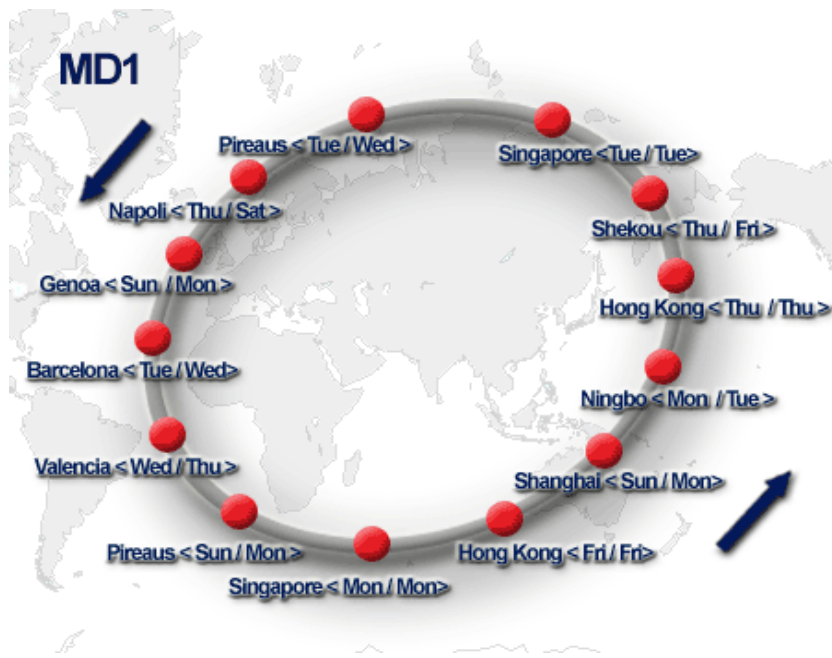 MD1
Pireaus < Tue / Wed >
Singapore <Tue / Tue>
Napoli < Thu / Sat >
Shekou < Thu / Fri >
Genoa < Sun / Mon >
Hong Kong < Thu / Thu >
Barcelona < Tue / Wed>
Ningbo < Mon / Tue >
Valencia < Wed / Thu >
Shanghai < Sun / Mon>
Pireaus < Sun / Mon >
Hong Kong < Fri / Fri>
Singapore < Mon / Mon>